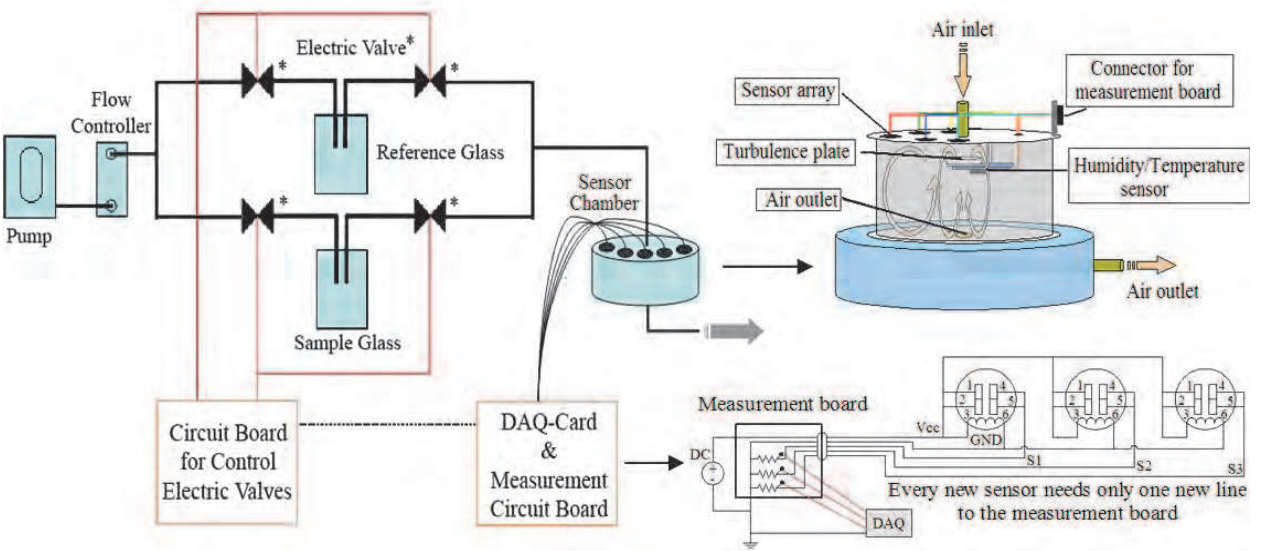 Electric Valve*
*
*
Flow
Controller
Reference Glass
Pump
*
*
Sample Glass
Sensor
Chamber
Circuit Board
for Control
Electric Valves
DAQ-Card
&
Measurement
Circuit Board
Air inlet
Sensor array
Connector for
measurement board
Turbulence plate
Humidity/Temperature
sensor
Air outlet
Air outlet
Measurement board
DC
DAQ
Vcc
GND
1 4
2 5
3 6
1 4
2 5
3 6
1 4
2 5
3 6
S1
S2
S3
Every new sensor needs only one new line
to the measurement board